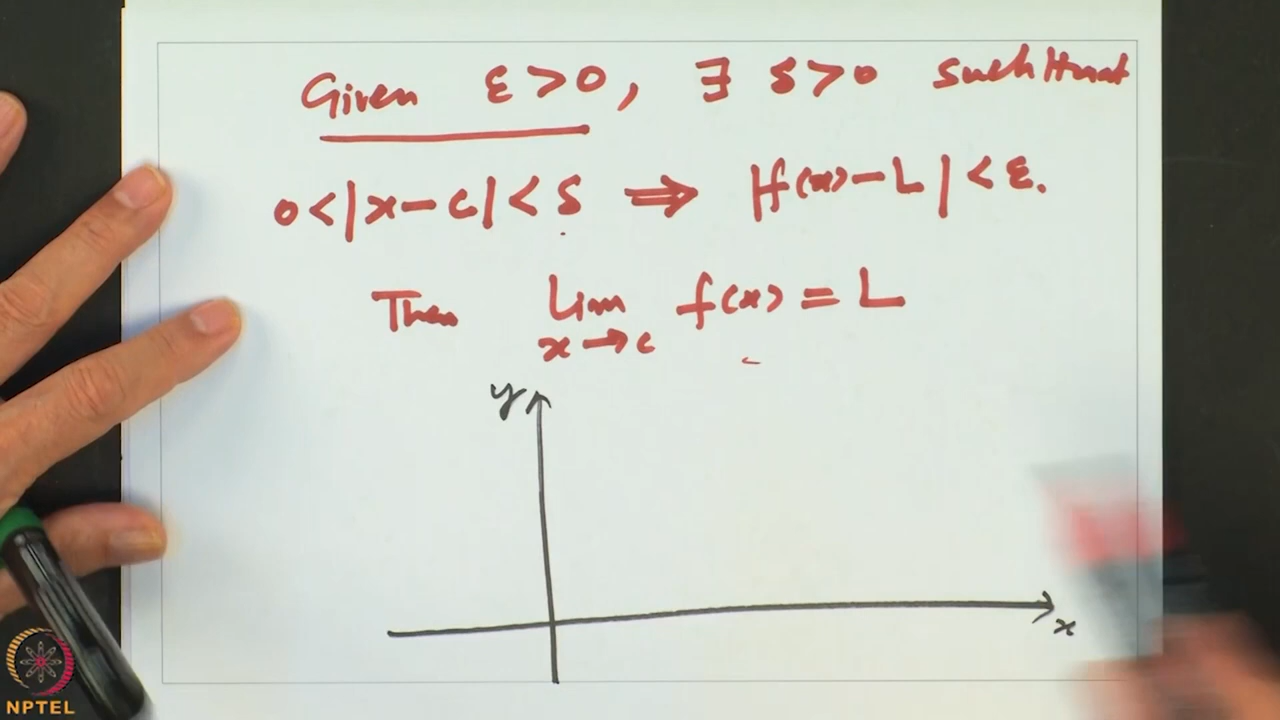 Given ε>0, ∃ δ>0 such that
0<|x-c|<δ ⇒ |f(x)-L|<ε.
Then Lim f(x) = L
x→c
y
x
NPTEL